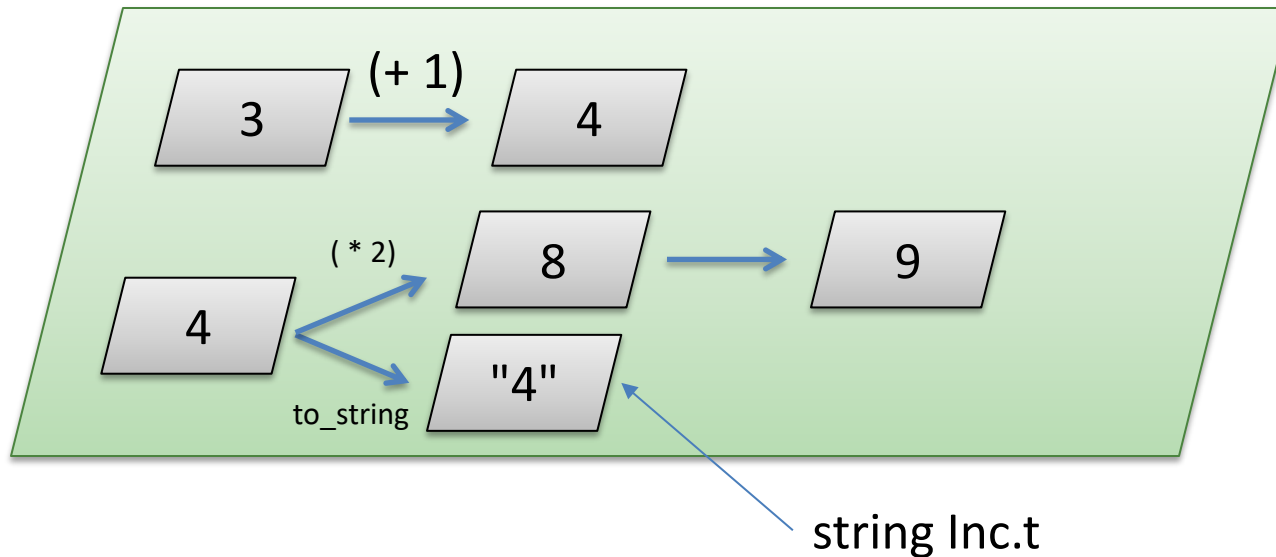 3
(+ 1)
4
( * 2)
8
9
4
"4"
to_string
string Inc.t